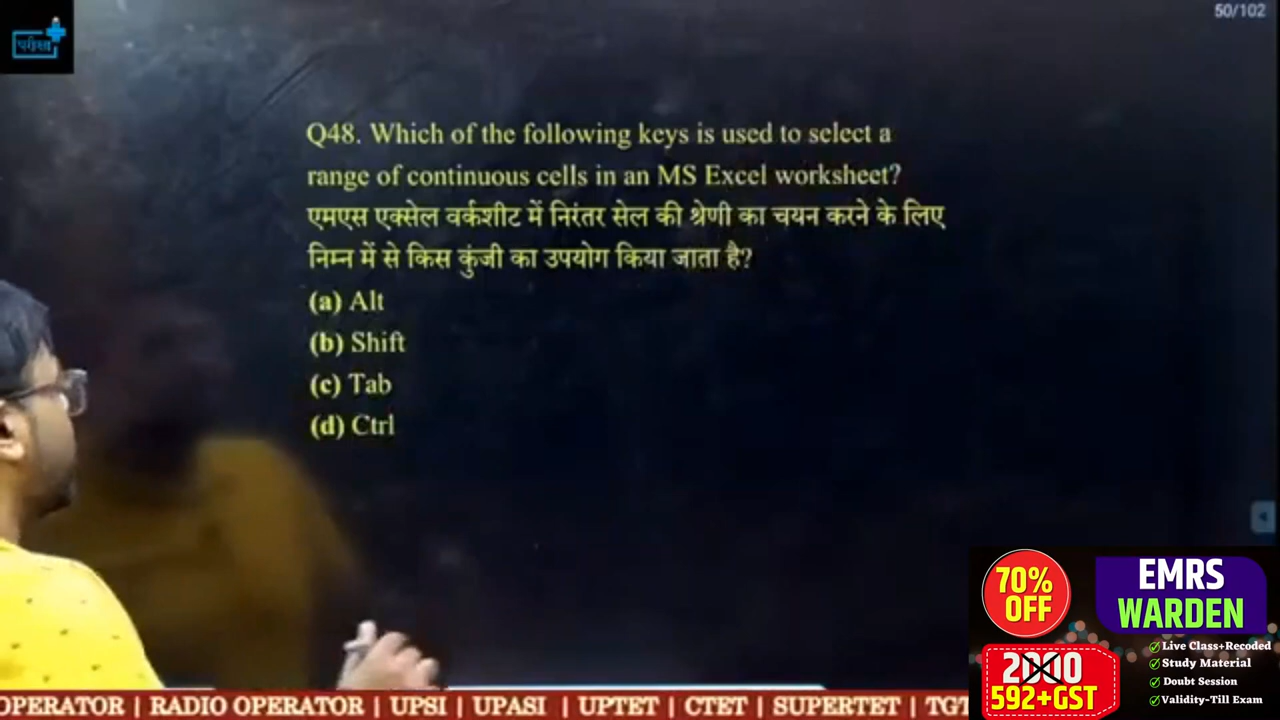 परीक्षा
50/102
Q48. Which of the following keys is used to select a
range of continuous cells in an MS Excel worksheet?
एमएस एक्सेल वर्कशीट में निरंतर सेल की श्रेणी का चयन करने के लिए
निम्न में से किस कुंजी का उपयोग किया जाता है?
(a) Alt
(b) Shift
(c) Tab
(d) Ctrl
70%
OFF
EMRS
WARDEN
2000
592+GST
Live Class+Recoded
Study Material
Doubt Session
Validity-Till Exam
OPERATOR | RADIO OPERATOR | UPSI | UPASI | UPTET | CTET | SUPERTET | TGT